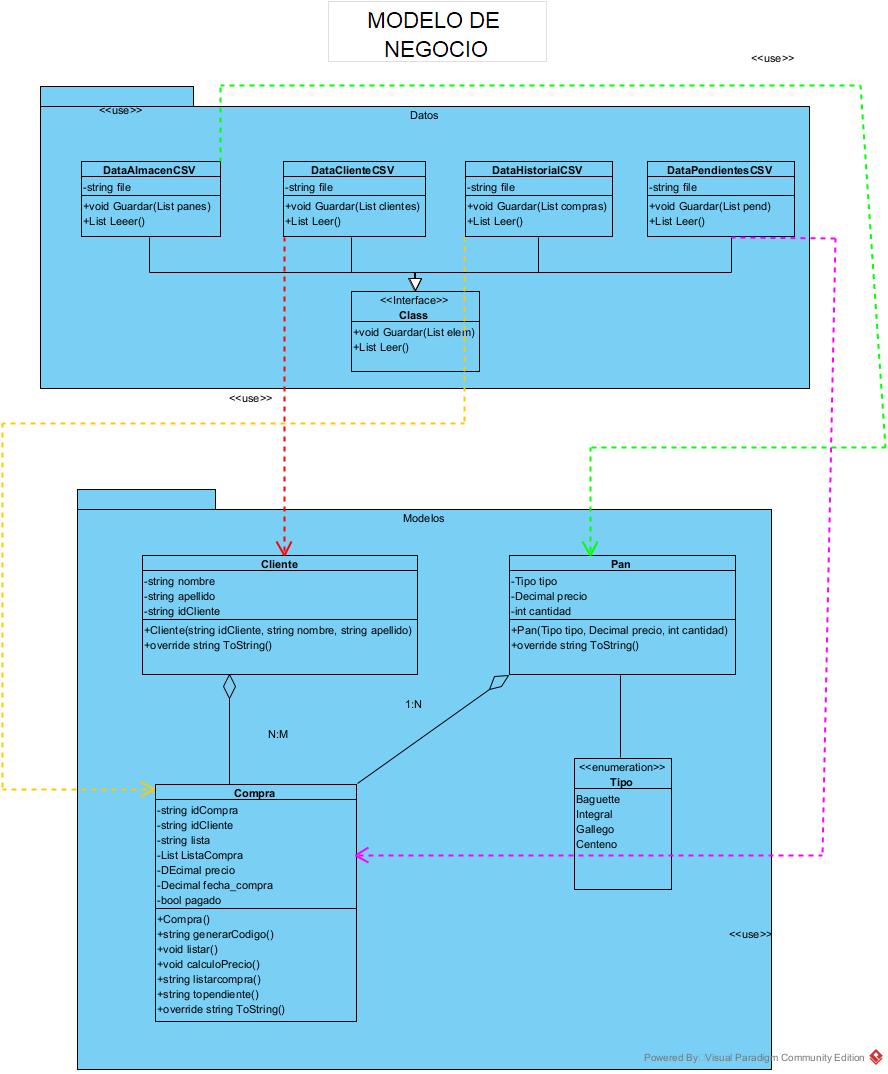 MODELO DE
NEGOCIO
<<use>>
<<use>>
Datos
DataAlmacenCSV
-string file
+void Guardar(List panes)
+List Leeer()
DataClienteCSV
-string file
+void Guardar(List clientes)
+List Leer()
DataHistorialCSV
-string file
+void Guardar(List compras)
+List Leer()
DataPendientesCSV
-string file
+void Guardar(List pend)
+List Leer()
<<Interface>>
Class
+void Guardar(List elem)
+List Leer()
<<use>>
Modelos
Cliente
-string nombre
-string apellido
-string idCliente
+Cliente(string idCliente, string nombre, string apellido)
+override string ToString()
Pan
-Tipo tipo
-Decimal precio
-int cantidad
+Pan(Tipo tipo, Decimal precio, int cantidad)
+override string ToString()
1:N
N:M
<<enumeration>>
Tipo
Baguette
Integral
Gallego
Centeno
Compra
-string idCompra
-string idCliente
-string lista
-List ListaCompra
-DEcimal precio
-Decimal fecha_compra
-bool pagado
+Compra()
+string generarCodigo()
+void listar()
+void calculoPrecio()
+string listarcompra()
+string topendiente()
+override string ToString()
<<use>>
Powered By: Visual Paradigm Community Edition